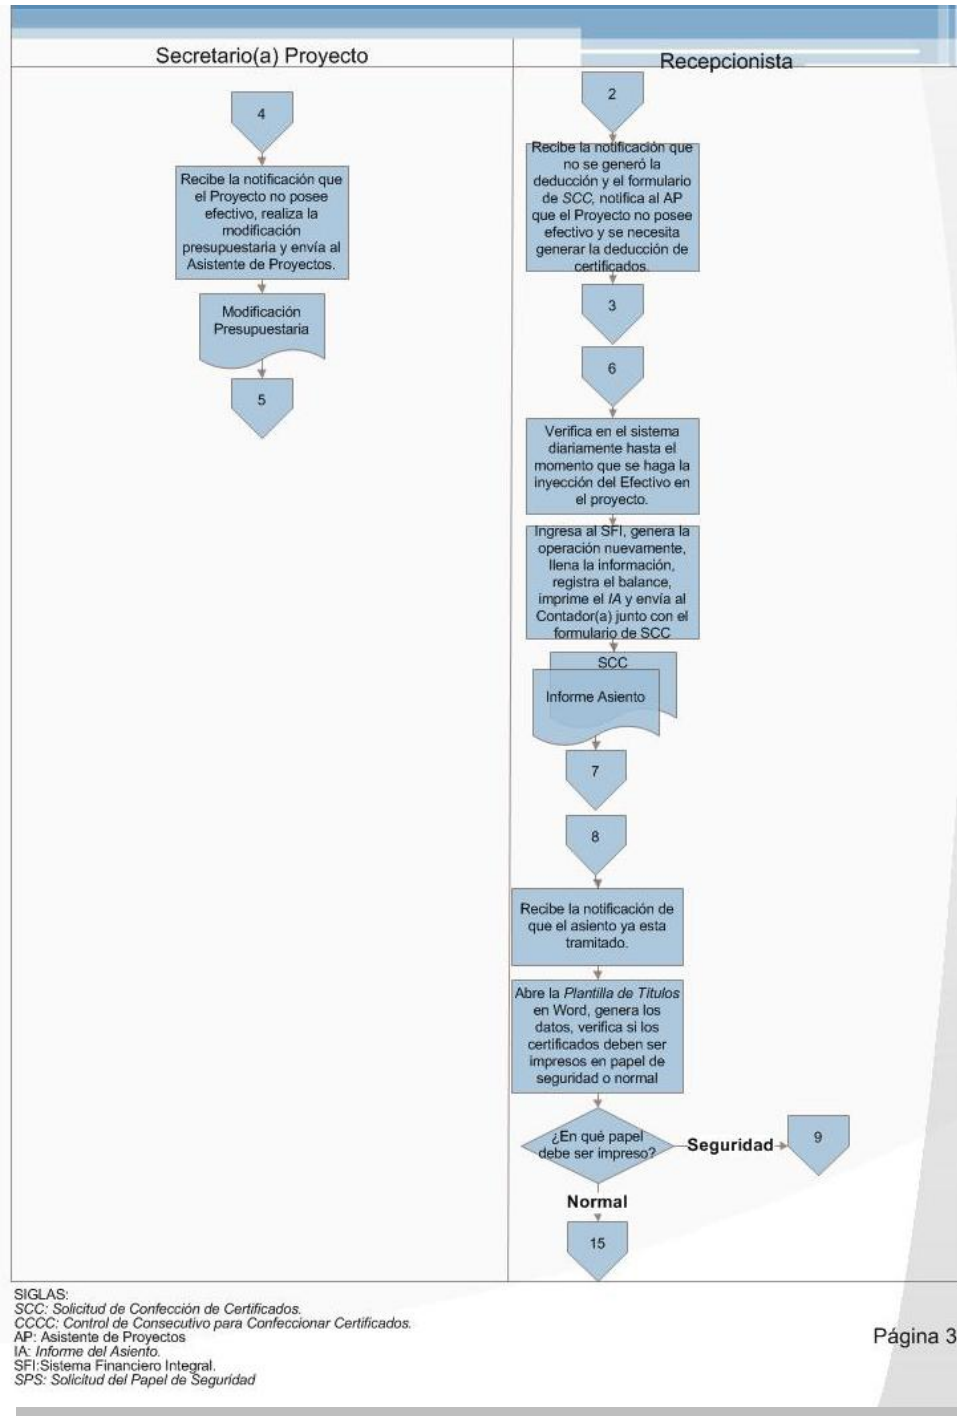 Secretario(a) Proyecto
4
Recibe la notificación que
el Proyecto no posee
efectivo, realiza la
modificación
presupuestaria y envía al
Asistente de Proyectos.
Modificación
Presupuestaria
5
Recepcionista
2
Recibe la notificación que
no se generó la
deducción y el formulario
de SCC, notifica al AP
que el Proyecto no posee
efectivo y se necesita
generar la deducción de
certificados.
3
6
Verifica en el sistema
diariamente hasta el
momento que se haga la
inyección del Efectivo en
el proyecto.
Ingresa al SFI, genera la
operación nuevamente,
llena la información,
registra el balance,
imprime el IA y envía al
Contador(a) junto con el
formulario de SCC
SCC
Informe Asiento
7
8
Recibe la notificación de
que el asiento ya esta
tramitado.
Abre la Plantilla de Títulos
en Word, genera los
datos, verifica si los
certificados deben ser
impresos en papel de
seguridad o normal
¿En qué papel
debe ser impreso?
Seguridad
9
Normal
15
SIGLAS:
SCC: Solicitud de Confección de Certificados.
CCCC: Control de Consecutivo para Confeccionar Certificados.
AP: Asistente de Proyectos
IA: Informe del Asiento.
SFI:Sistema Financiero Integral.
SPS: Solicitud del Papel de Seguridad
Página 3